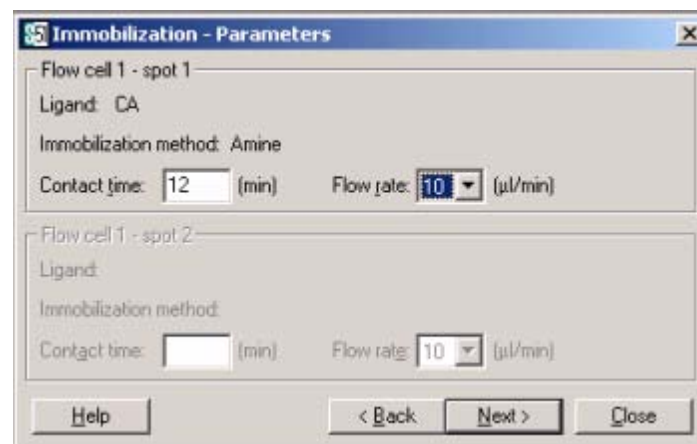 S5 Immobilization - Parameters
Flow cell 1 - spot 1
Ligand: CA
Immobilization method: Amine
Contact time: 12 (min) Flow rate: 10 (µl/min)
Flow cell 1 - spot 2
Ligand:
Immobilization method:
Contact time: (min) Flow rate: 10 (µl/min)
Help < Back Next > Close